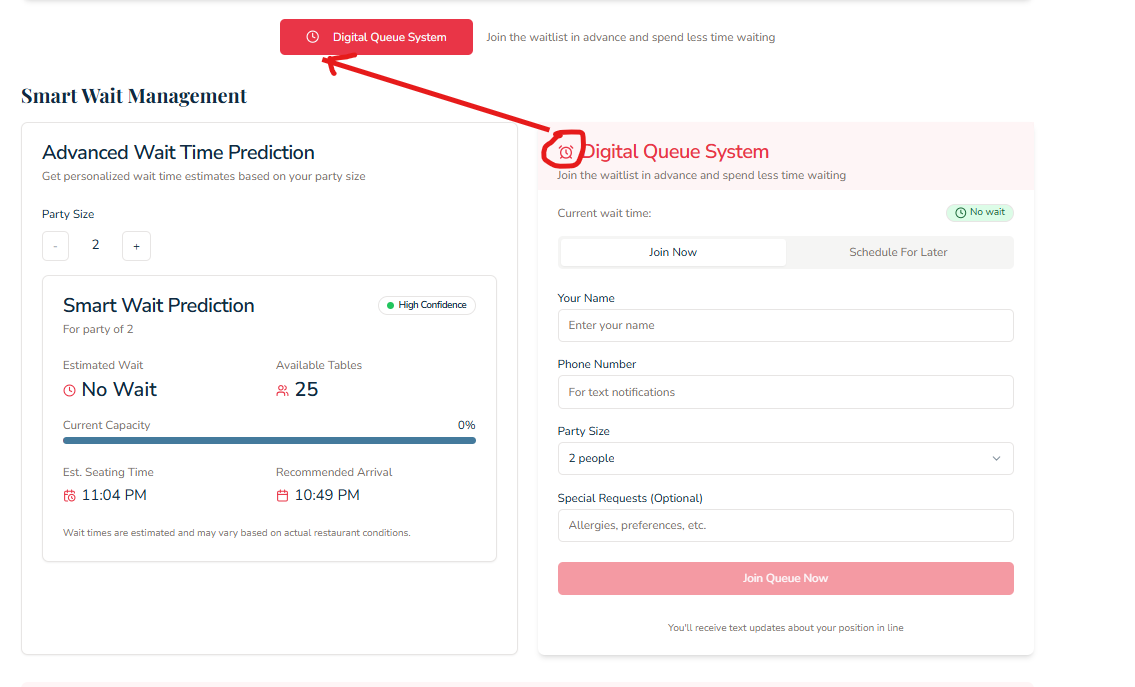 Digital Queue System Join the waitlist in advance and spend less time waiting
Smart Wait Management
Advanced Wait Time Prediction
Get personalized wait time estimates based on your party size
Party Size
- 2 +
Smart Wait Prediction High Confidence
For party of 2
Estimated Wait Available Tables
No Wait 25
Current Capacity 0%
Est. Seating Time Recommended Arrival
11:04 PM 10:49 PM
Wait times are estimated and may vary based on actual restaurant conditions.
Digital Queue System
Join the waitlist in advance and spend less time waiting
Current wait time: No wait
Join Now Schedule For Later
Your Name
Enter your name
Phone Number
For text notifications
Party Size
2 people
Special Requests (Optional)
Allergies, preferences, etc.
Join Queue Now
You'll receive text updates about your position in line